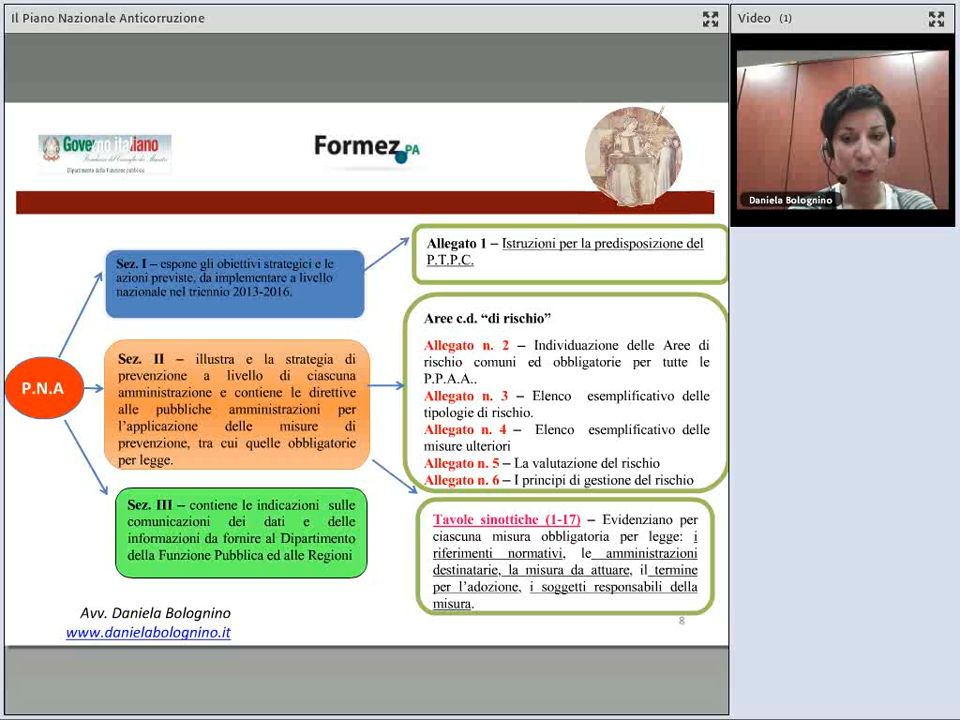 Il Piano Nazionale Anticorruzione
Video (1)
Daniela Bolognino
Governo italiano
Presidenza del Consiglio dei Ministri
Dipartimento della Funzione pubblica
Formez PA
P.N.A
Sez. I – espone gli obiettivi strategici e le
azioni previste, da implementare a livello
nazionale nel triennio 2013-2016.
Sez. II – illustra e la strategia di
prevenzione a livello di ciascuna
amministrazione e contiene le direttive
alle pubbliche amministrazioni per
l'applicazione delle misure di
prevenzione, tra cui quelle obbligatorie
per legge.
Sez. III – contiene le indicazioni sulle
comunicazioni dei dati e delle
informazioni da fornire al Dipartimento
della Funzione Pubblica ed alle Regioni
Allegato 1 – Istruzioni per la predisposizione del
P.T.P.C.
Aree c.d. “di rischio”
Allegato n. 2 – Individuazione delle Aree di
rischio comuni ed obbligatorie per tutte le
P.P.A.A..
Allegato n. 3 – Elenco esemplificativo delle
tipologie di rischio.
Allegato n. 4 – Elenco esemplificativo delle
misure ulteriori
Allegato n. 5 – La valutazione del rischio
Allegato n. 6 – I principi di gestione del rischio
Tavole sinottiche (1-17) – Evidenziano per
ciascuna misura obbligatoria per legge: i
riferimenti normativi, le amministrazioni
destinatarie, la misura da attuare, il termine
per l'adozione, i soggetti responsabili della
misura.
Avv. Daniela Bolognino
www.danielabolognino.it
8